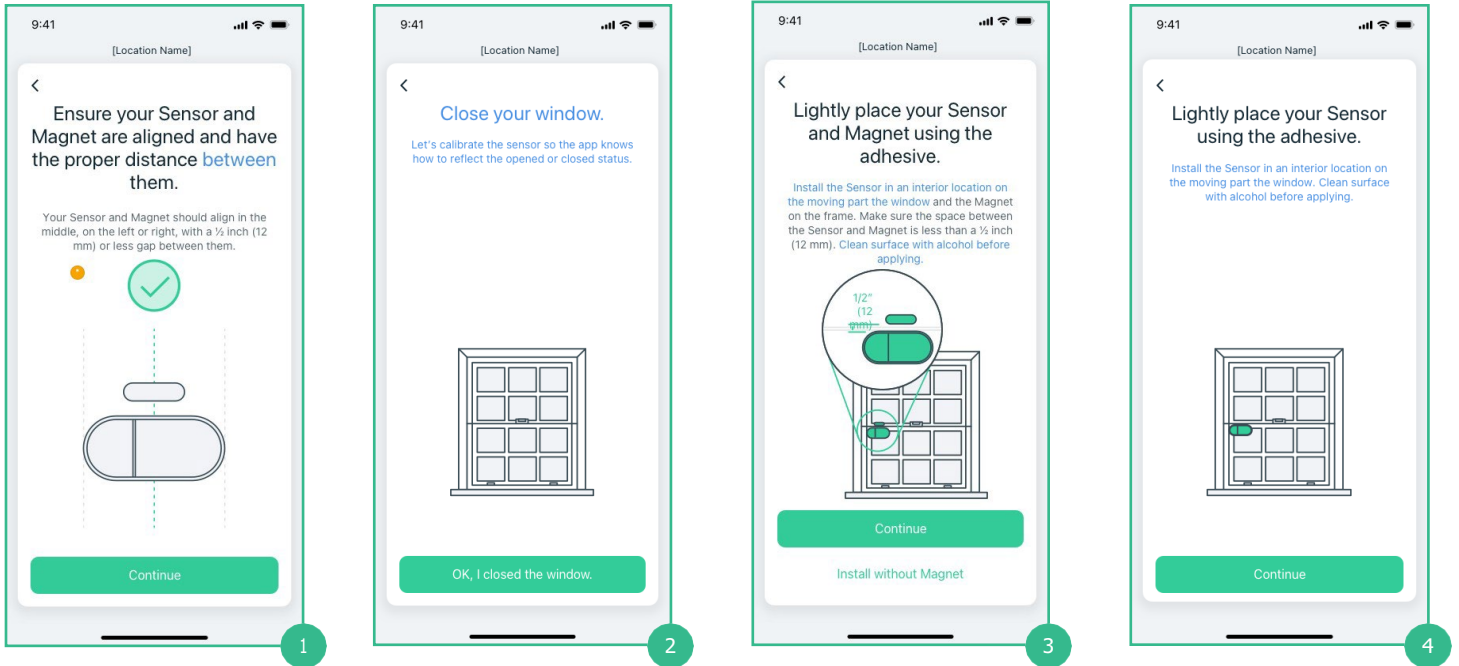 9:41
[Location Name]
Ensure your Sensor and
Magnet are aligned and have
the proper distance between
them.
Your Sensor and Magnet should align in the
middle, on the left or right, with a ½ inch (12
mm) or less gap between them.
Continue
1
9:41
[Location Name]
Close your window.
Let's calibrate the sensor so the app knows
how to reflect the opened or closed status.
OK, I closed the window.
2
9:41
[Location Name]
Lightly place your Sensor
and Magnet using the
adhesive.
Install the Sensor in an interior location on
the moving part the window and the Magnet
on the frame. Make sure the space between
the Sensor and Magnet is less than a ½ inch
(12 mm). Clean surface with alcohol before
applying.
1/2"
(12
mm)
Continue
Install without Magnet
3
9:41
[Location Name]
Lightly place your Sensor
using the adhesive.
Install the Sensor in an interior location on
the moving part the window. Clean surface
with alcohol before applying.
Continue
4